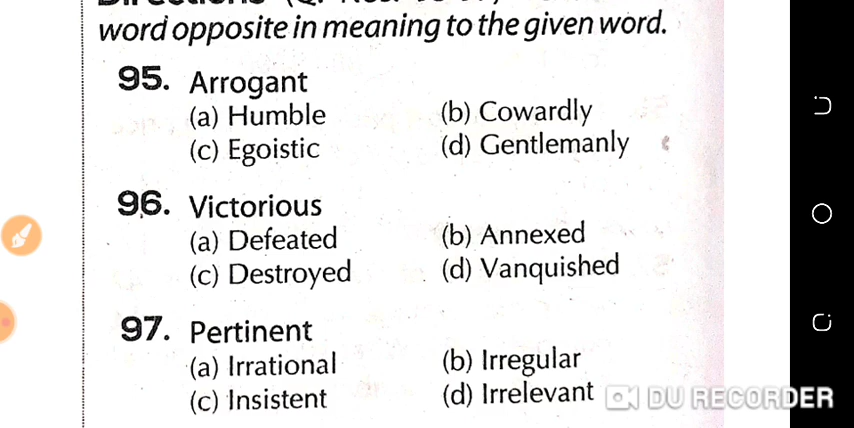 word opposite in meaning to the given word.
95. Arrogant
(a) Humble (b) Cowardly
(c) Egoistic (d) Gentlemanly
96. Victorious
(a) Defeated (b) Annexed
(c) Destroyed (d) Vanquished
97. Pertinent
(a) Irrational (b) Irregular
(c) Insistent (d) Irrelevant
DU RECORDER